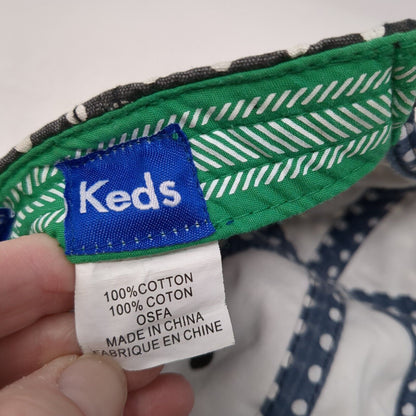 Keds
100%COTTON
100% COTON
OSFA
MADE IN CHINA
FABRIQUE EN CHINE